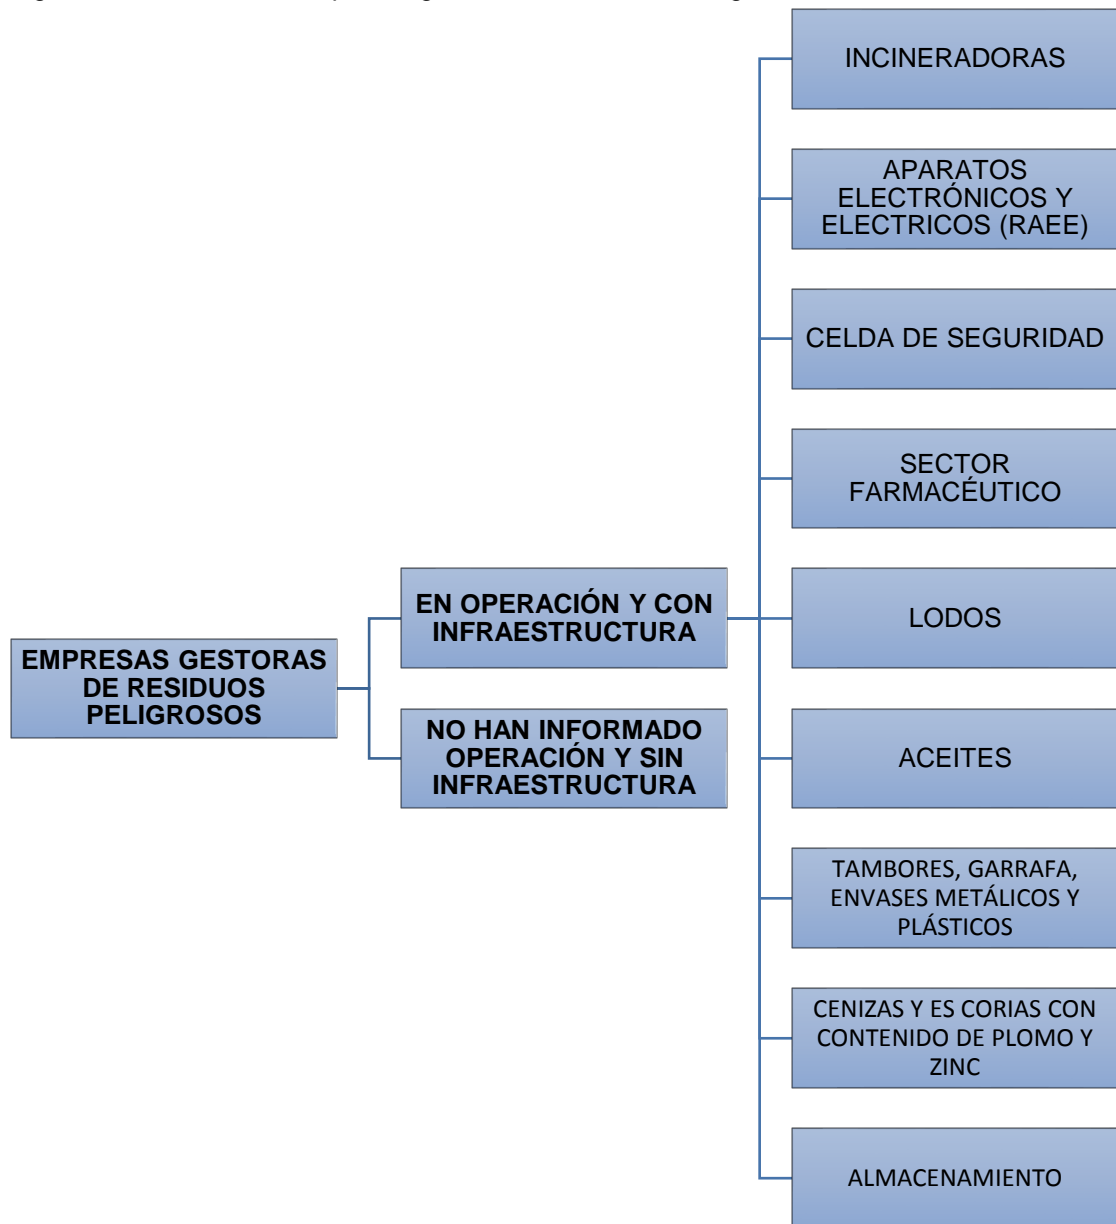 INCINERADORAS
APARATOS
ELECTRÓNICOS Y
ELECTRICOS (RAEE)
CELDA DE SEGURIDAD
SECTOR
FARMACÉUTICO
EN OPERACIÓN Y CON
INFRAESTRUCTURA
LODOS
EMPRESAS GESTORAS
DE RESIDUOS
PELIGROSOS
NO HAN INFORMADO
OPERACIÓN Y SIN
INFRAESTRUCTURA
ACEITES
TAMBORES, GARRAFA,
ENVASES METÁLICOS Y
PLÁSTICOS
CENIZAS Y ES CORIAS CON
CONTENIDO DE PLOMO Y
ZINC
ALMACENAMIENTO